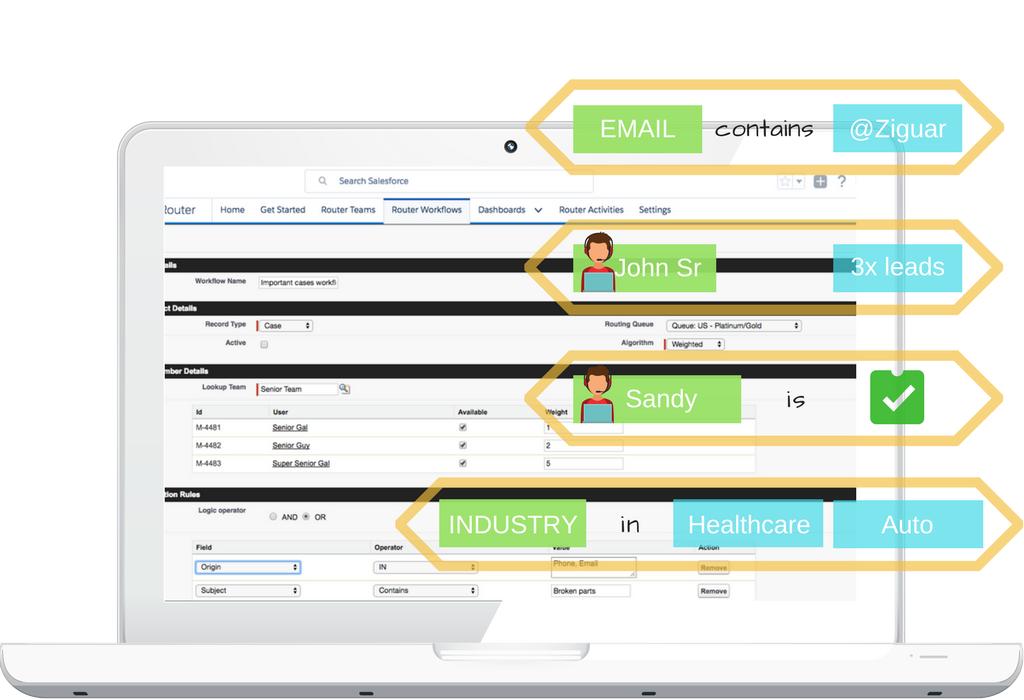 EMAIL contains @Ziguar
Search Salesforce
?
Router Home Get Started Router Teams Router Workflows Dashboards Router Activities Settings
John Sr 3x leads
ails
Workflow Name Important cases workfl
ct Details
Record Type Case Routing Queue Queue: US - Platinum/Gold
Active Algorithm Weighted
mber Details
Lookup Team Senior Team
Sandy is
Id User Available Weight
M-4481 Senior Gal 1
M-4482 Senior Guy 2
M-4483 Super Senior Gal 5
tion Rules
Logic operator AND OR
INDUSTRY in Healthcare Auto
Field Operator Value Action
Origin IN Phone, Email Remove
Subject Contains Broken parts Remove